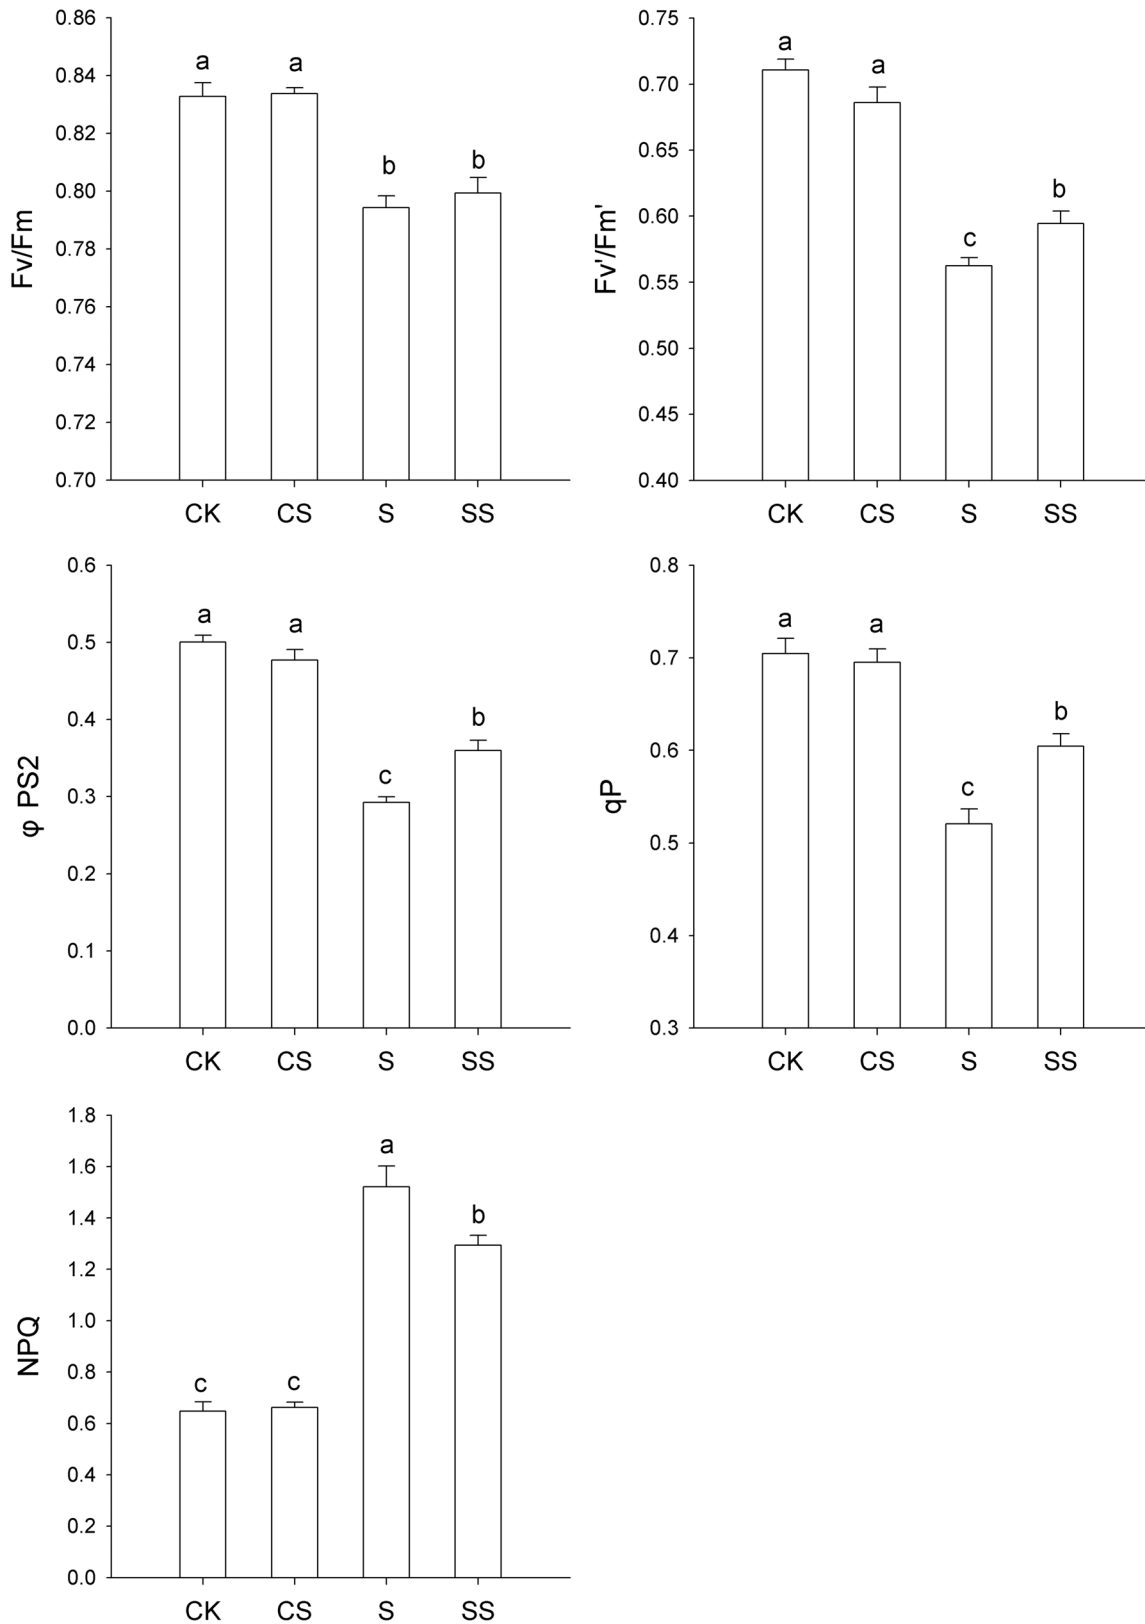 0.86
0.84
0.82
0.80
0.78
0.76
0.74
0.72
0.70
Fv/Fm
a
a
b
b
CK CS S SS
0.75
0.70
0.65
0.60
0.55
0.50
0.45
0.40
Fv'/Fm'
a
a
c
b
CK CS S SS
0.6
0.5
0.4
0.3
0.2
0.1
0.0
φ PS2
a
a
c
b
CK CS S SS
0.8
0.7
0.6
0.5
0.4
0.3
qP
a
a
c
b
CK CS S SS
1.8
1.6
1.4
1.2
1.0
0.8
0.6
0.4
0.2
0.0
NPQ
c
c
a
b
CK CS S SS